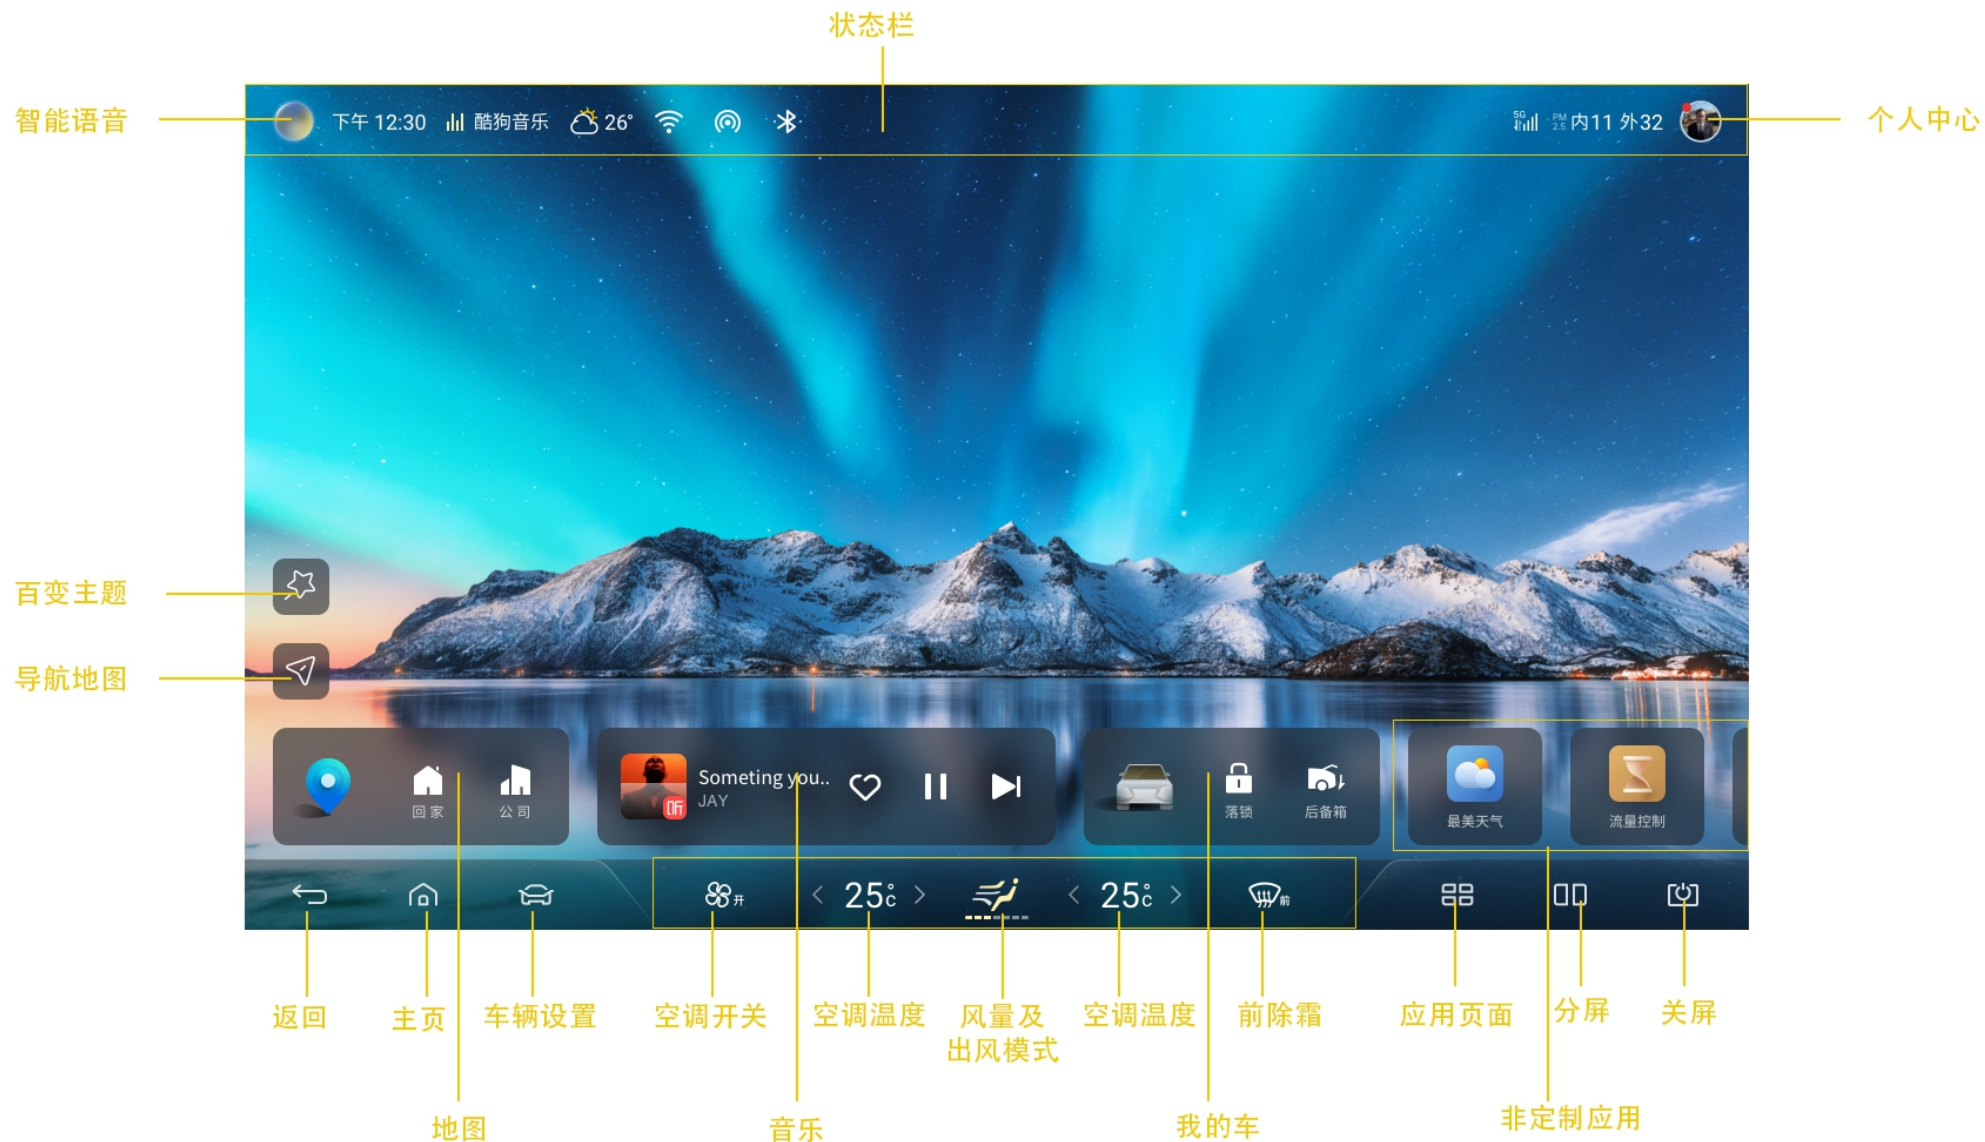 状态栏
智能语音
下午 12:30
酷狗音乐
26°
5G
PM 2.5
内11 外32
个人中心
百变主题
导航地图
回家
公司
Someting you..
JAY
听
落锁
后备箱
最美天气
流量控制
开
25°C
25°C
前
返回
主页
车辆设置
空调开关
空调温度
风量及
出风模式
空调温度
前除霜
应用页面
分屏
关屏
地图
音乐
我的车
非定制应用